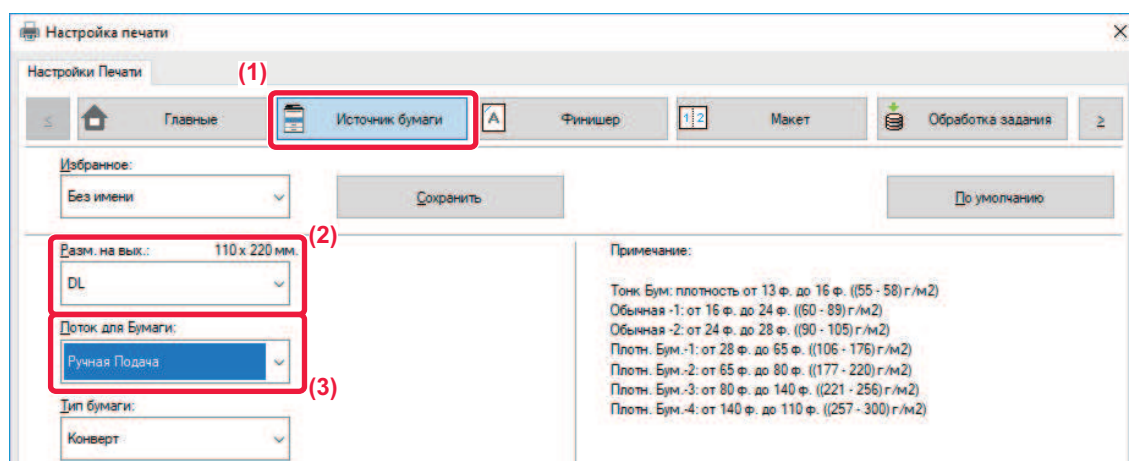 Настройка печати
Настройки Печати
(1)
≤ Главные Источник бумаги A Финишер 1 2 Макет Обработка задания ≥
Избранное:
Без имени Сохранить По умолчанию
(2)
Разм. на вых.: 110 x 220 мм.
DL
Поток для Бумаги:
Ручная Подача
(3)
Тип бумаги:
Конверт
Примечание:
Тонк Бум: плотность от 13 ф. до 16 ф. ((55 - 58) г/м2)
Обычная -1: от 16 ф. до 24 ф. ((60 - 89) г/м2)
Обычная -2: от 24 ф. до 28 ф. ((90 - 105) г/м2)
Плотн. Бум.-1: от 28 ф. до 65 ф. ((106 - 176) г/м2)
Плотн. Бум.-2: от 65 ф. до 80 ф. ((177 - 220) г/м2)
Плотн. Бум.-3: от 80 ф. до 140 ф. ((221 - 256) г/м2)
Плотн. Бум.-4: от 140 ф. до 110 ф. ((257 - 300) г/м2)